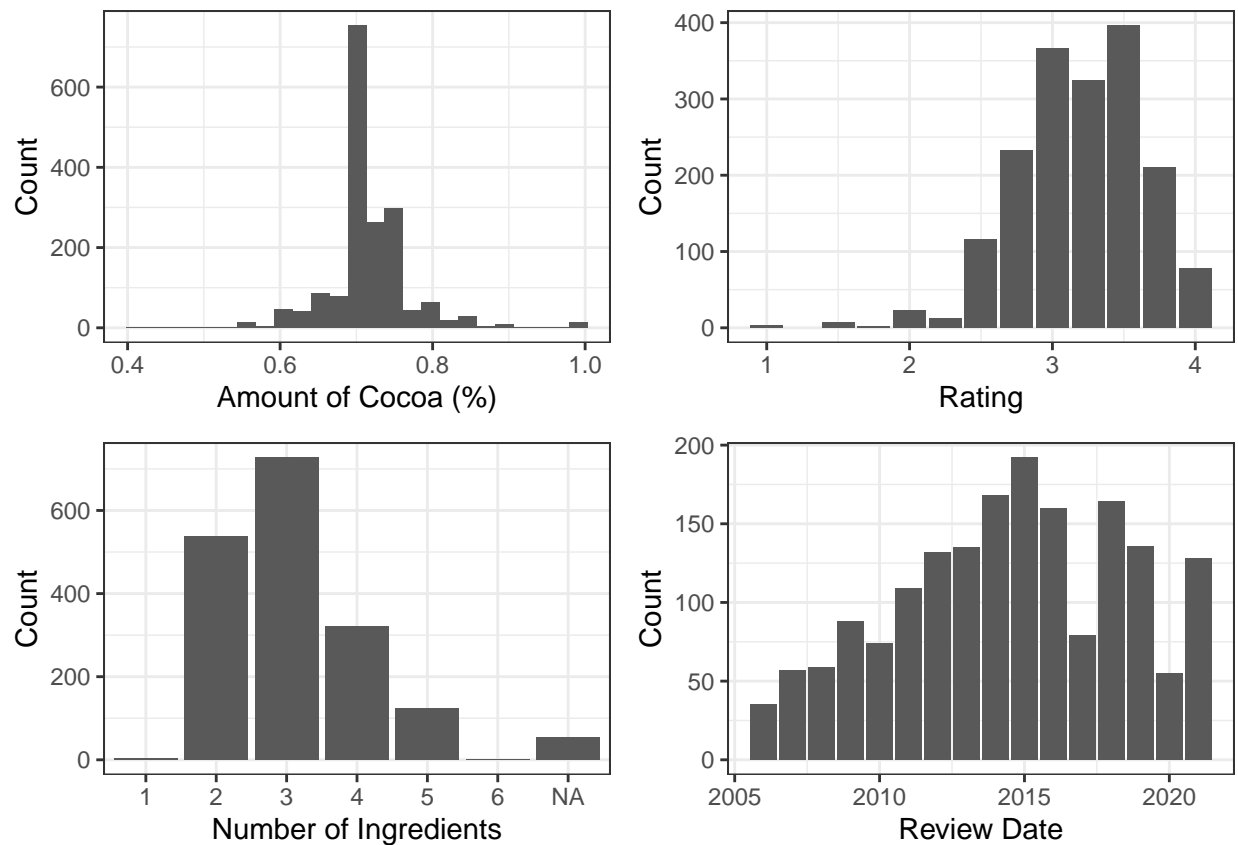 600
400
200
0
Count
0.4 0.6 0.8 1.0
Amount of Cocoa (%)
400
300
200
100
0
Count
1 2 3 4
Rating
600
400
200
0
Count
1 2 3 4 5 6 NA
Number of Ingredients
200
150
100
50
0
Count
2005 2010 2015 2020
Review Date